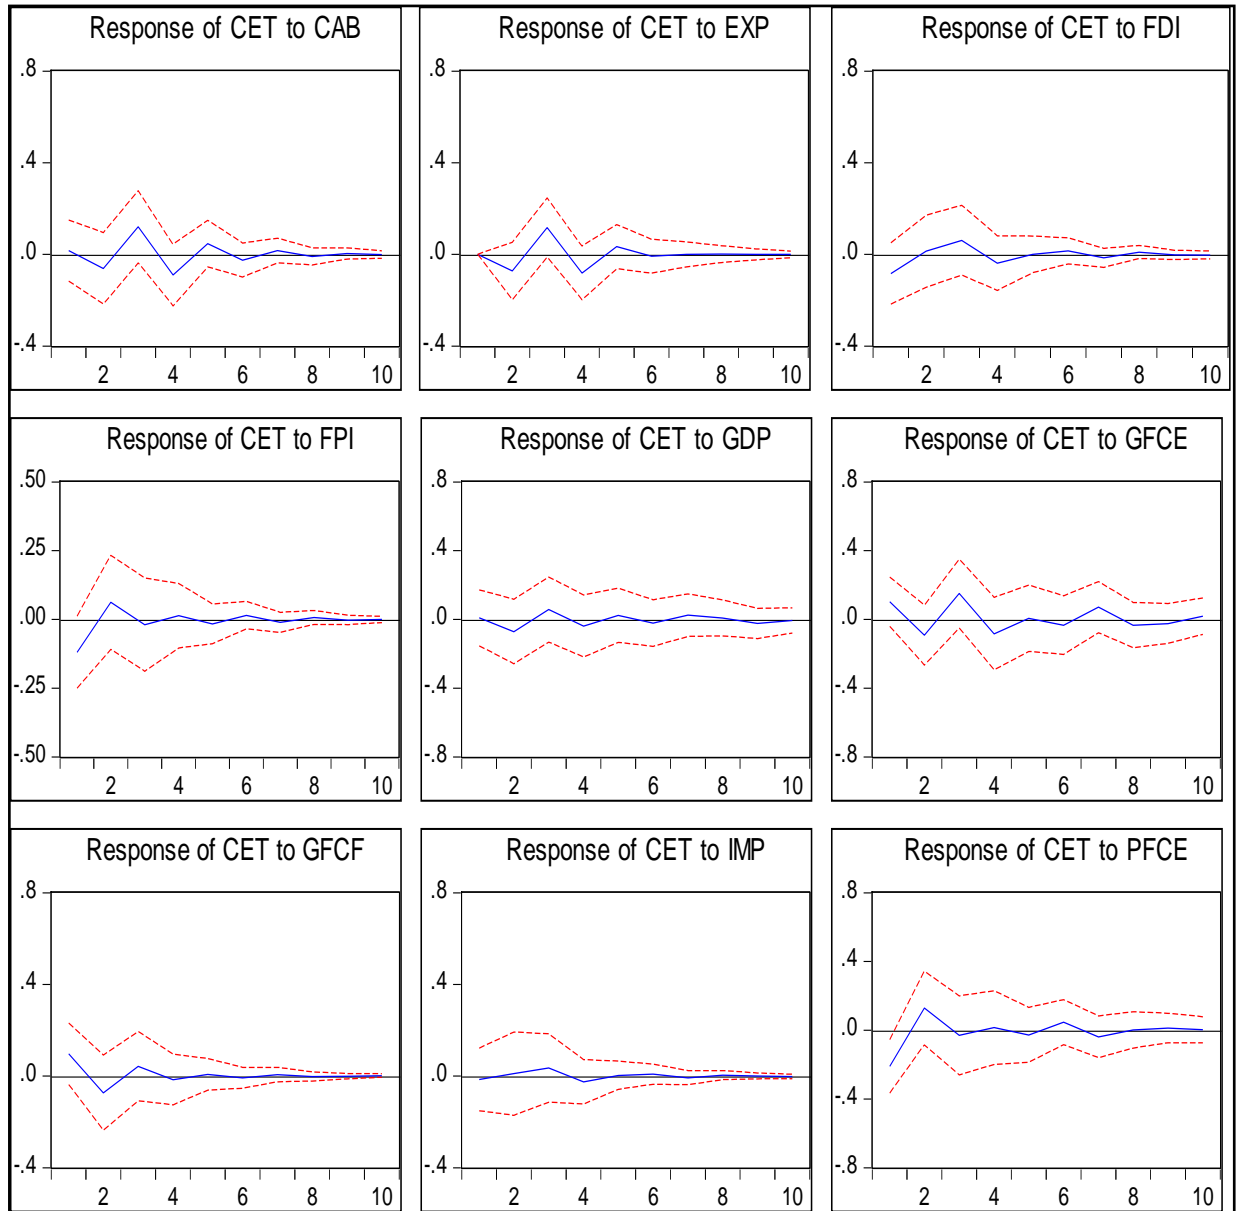 Response of CET to CAB
.8
.4
.0
-.4
2 4 6 8 10
Response of CET to EXP
.8
.4
.0
-.4
2 4 6 8 10
Response of CET to FDI
.8
.4
.0
-.4
2 4 6 8 10
Response of CET to FPI
.50
.25
.00
-.25
-.50
2 4 6 8 10
Response of CET to GDP
.8
.4
.0
-.4
-.8
2 4 6 8 10
Response of CET to GFCE
.8
.4
.0
-.4
-.8
2 4 6 8 10
Response of CET to GFCF
.8
.4
.0
-.4
2 4 6 8 10
Response of CET to IMP
.8
.4
.0
-.4
2 4 6 8 10
Response of CET to PFCE
.8
.4
.0
-.4
-.8
2 4 6 8 10